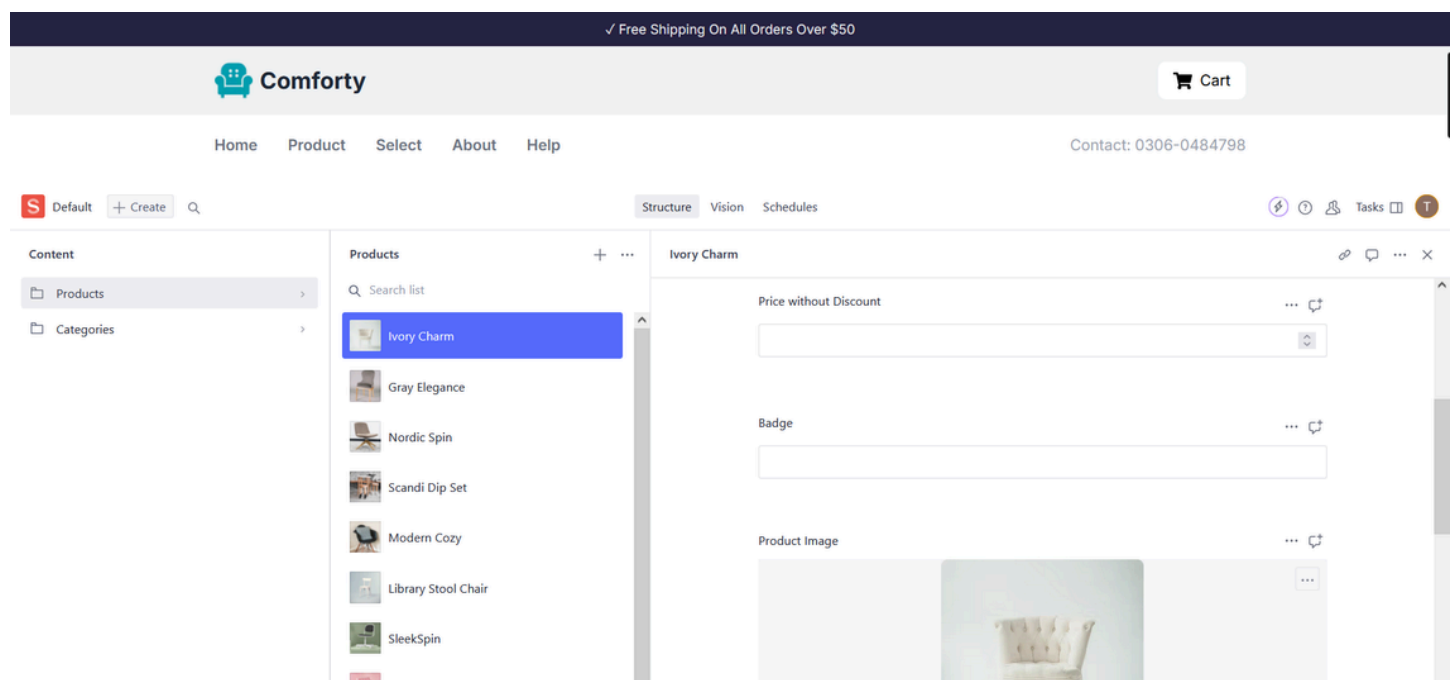 ✓ Free Shipping On All Orders Over $50
Comforty
Cart
Home Product Select About Help
Contact: 0306-0484798
S Default + Create
Structure Vision Schedules
Tasks
T
Content
Products
Categories
Products
Search list
Ivory Charm
Gray Elegance
Nordic Spin
Scandi Dip Set
Modern Cozy
Library Stool Chair
SleekSpin
Ivory Charm
Price without Discount
Badge
Product Image